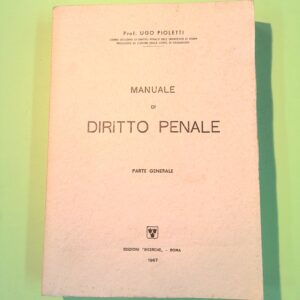 Prof. UGO PIOLETTI
MANUALE
DI
DIRITTO PENALE
PARTE GENERALE
EDIZIONI "RICERCHE" - ROMA
1967